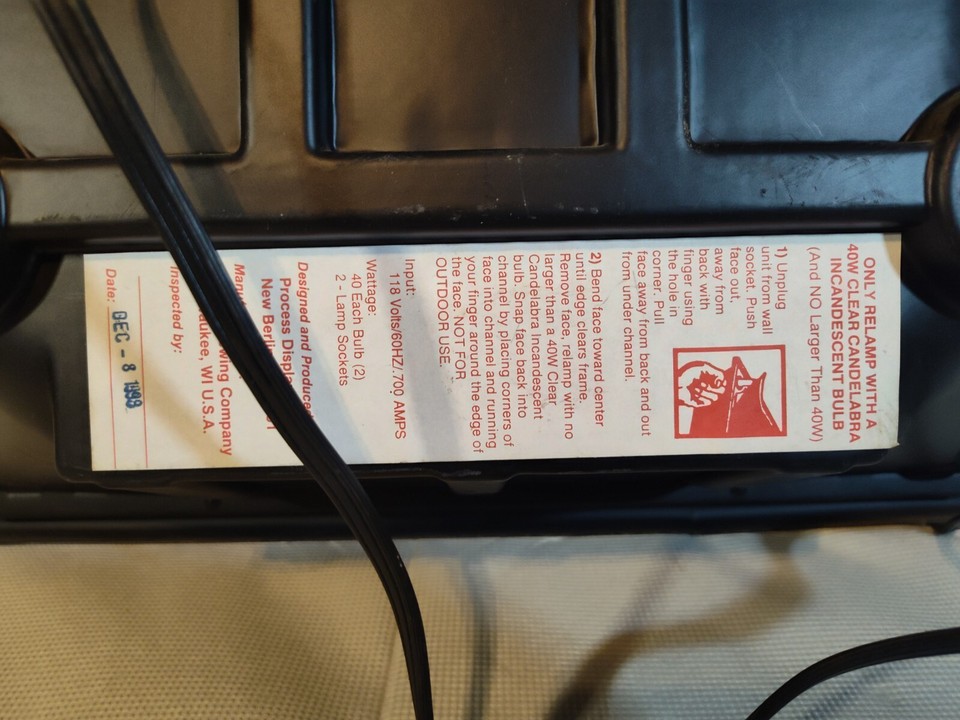 ONLY RELAMP WITH A
40W CLEAR CANDELABRA
INCANDESCENT BULB
(And NO Larger Than 40W)
1) Unplug
unit from wall
socket. Push
face out,
away from
back with
finger using
the hole in
corner. Pull
face away from back and out
from under channel.
2) Bend face toward center
until edge clears frame.
Remove face, relamp with no
larger than a 40W Clear
Candelabra Incandescent
bulb. Snap face back into
channel by placing corners of
face into channel and running
your finger around the edge of
the face. NOT FOR
OUTDOOR USE.
Input:
118 Volts/60HZ/.700 AMPS
Wattage:
40 Each Bulb (2)
2 - Lamp Sockets
Designed and Produced
Process
New
Company
WI U.S.A.
Inspected by:
Date: DEC - 8